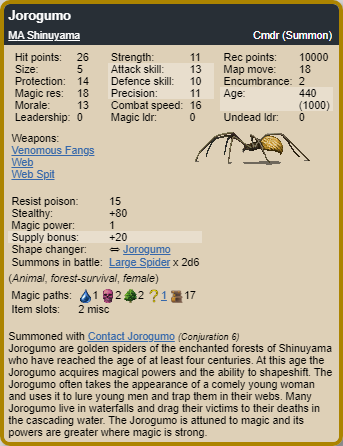 Jorogumo
MA Shinuyama Cmdr (Summon)
Hit points: 26 Strength: 11 Rec points: 10000
Size: 5 Attack skill: 13 Map move: 18
Protection: 14 Defence skill: 10 Encumbrance: 2
Magic res: 18 Precision: 11 Age: 440
Morale: 13 Combat speed: 16 (1000)
Leadership: 0 Magic ldr: 0 Undead ldr: 0
Weapons:
Venomous Fangs
Web
Web Spit
Resist poison: 15
Stealthy: +80
Magic power: 1
Supply bonus: +20
Shape changer: ⇔ Jorogumo
Summons in battle: Large Spider x 2d6
(Animal, forest-survival, female)
Magic paths: 1 2 2 ? 1 17
Item slots: 2 misc
Summoned with Contact Jorogumo (Conjuration 6)
Jorogumo are golden spiders of the enchanted forests of Shinuyama
who have reached the age of at least four centuries. At this age the
Jorogumo acquires magical powers and the ability to shapeshift. The
Jorogumo often takes the appearance of a comely young woman
and uses it to lure young men and trap them in their webs. Many
Jorogumo live in waterfalls and drag their victims to their deaths in
the cascading water. The Jorogumo is attuned to magic and its
powers are greater where magic is strong.